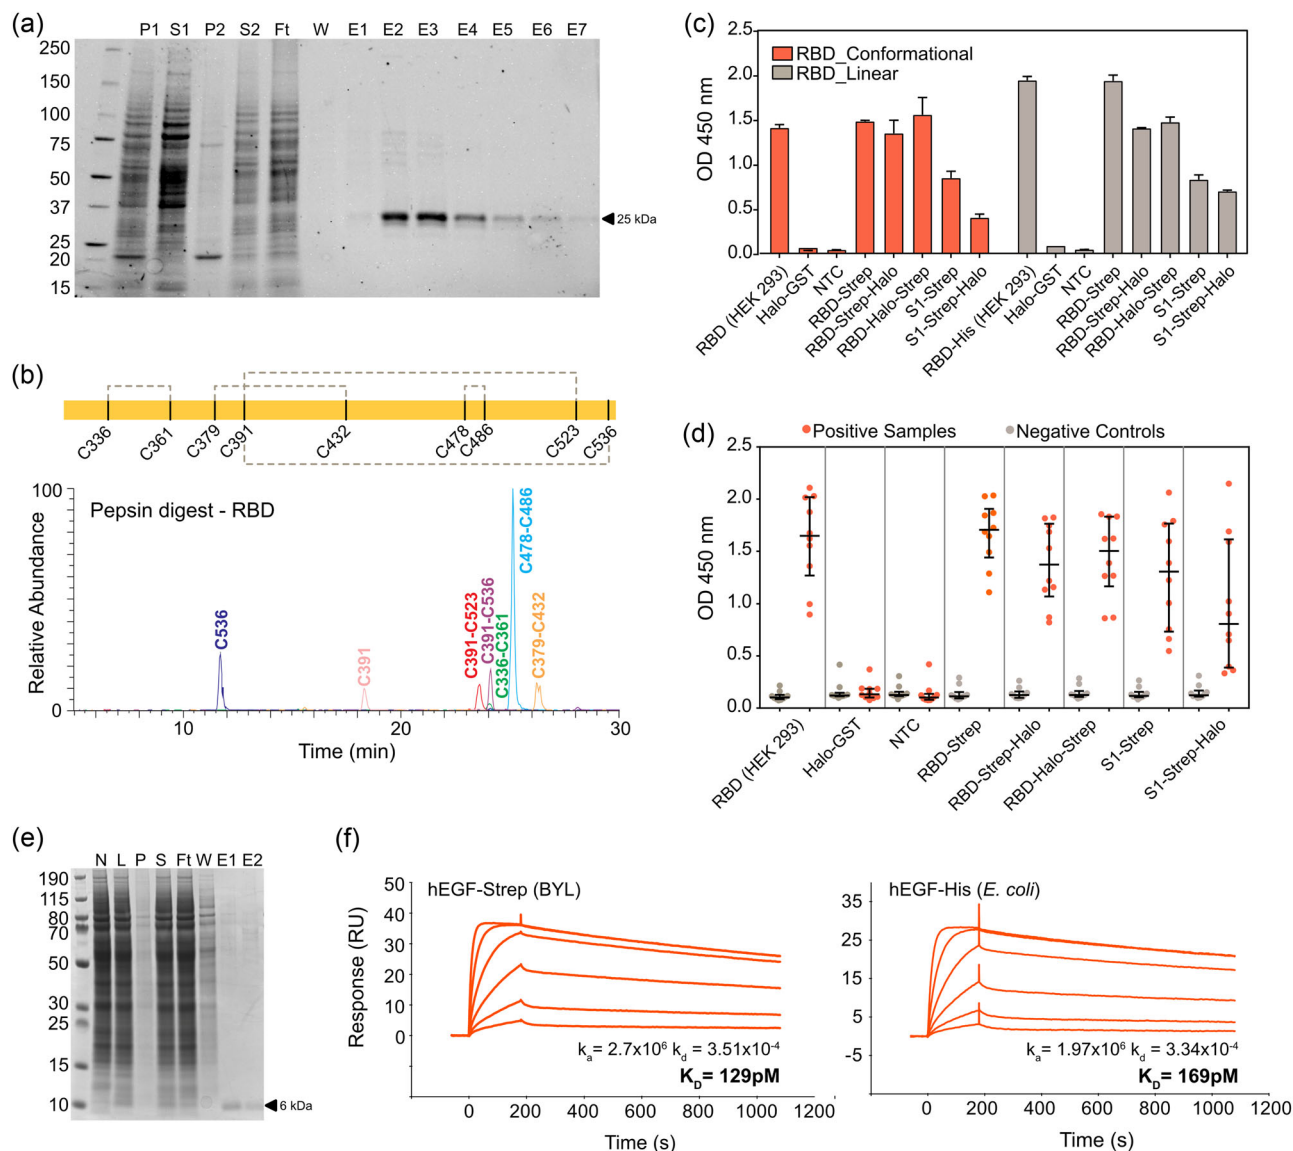 (a)
P1 S1 P2 S2 Ft W E1 E2 E3 E4 E5 E6 E7
250
150
100
75
50
37
25
20
15
25 kDa
(b)
C336
C361
C379
C391
C432
C478
C486
C523
C536
Pepsin digest - RBD
Relative Abundance
100
50
0
C536
C391
C391-C523
C391-C536
C336-C361
C478-C486
C379-C432
10 20 30
Time (min)
(c)
RBD_Conformational
RBD_Linear
OD 450 nm
2.5
2.0
1.5
1.0
0.5
0.0
RBD (HEK 293)
Halo-GST
NTC
RBD-Strep
RBD-Strep-Halo
RBD-Halo-Strep
S1-Strep
S1-Strep-Halo
RBD-His (HEK 293)
Halo-GST
NTC
RBD-Strep
RBD-Strep-Halo
RBD-Halo-Strep
S1-Strep
S1-Strep-Halo
(d)
Positive Samples Negative Controls
OD 450 nm
2.5
2.0
1.5
1.0
0.5
0.0
RBD (HEK 293)
Halo-GST
NTC
RBD-Strep
RBD-Strep-Halo
RBD-Halo-Strep
S1-Strep
S1-Strep-Halo
(e)
N L P S Ft W E1 E2
190
115
80
70
50
30
25
15
10
6 kDa
(f)
hEGF-Strep (BYL)
Response (RU)
50
40
30
20
10
0
kₐ= 2.7x10⁶ k_d = 3.51x10⁻⁴
K_D= 129pM
0 200 400 600 800 1000 1200
Time (s)
hEGF-His (E. coli)
35
25
15
5
-5
kₐ= 1.97x10⁶ k_d = 3.34x10⁻⁴
K_D= 169pM
0 200 400 600 800 1000 1200
Time (s)